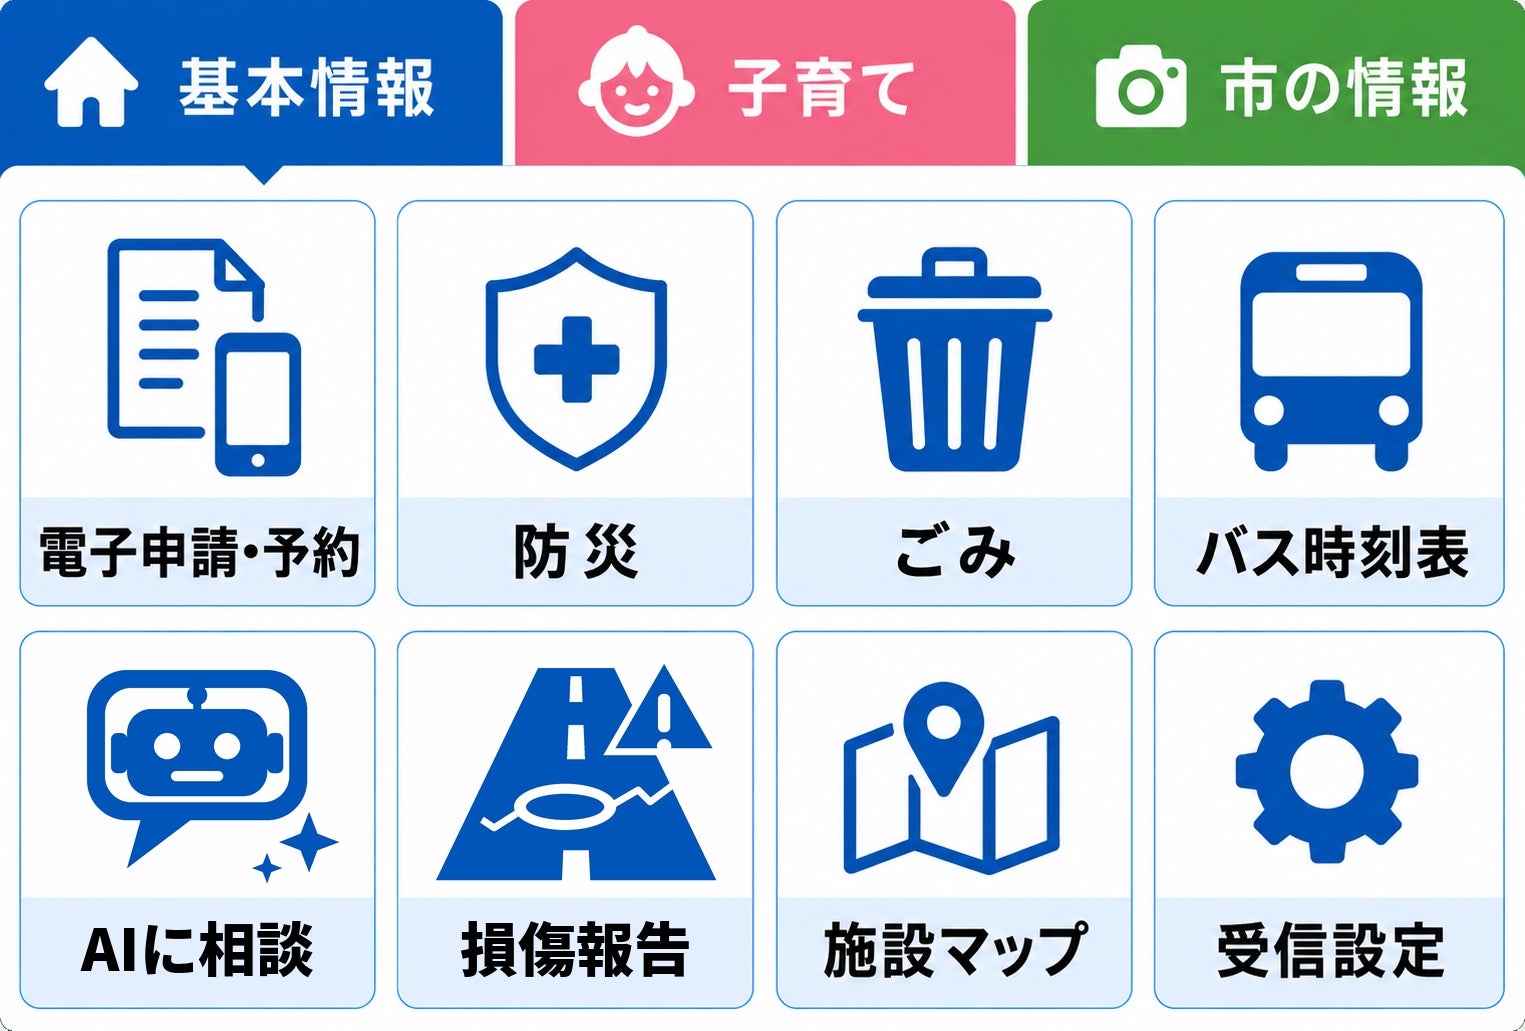 基本情報
子育て
市の情報
電子申請・予約
防災
ごみ
バス時刻表
AIに相談
損傷報告
施設マップ
受信設定